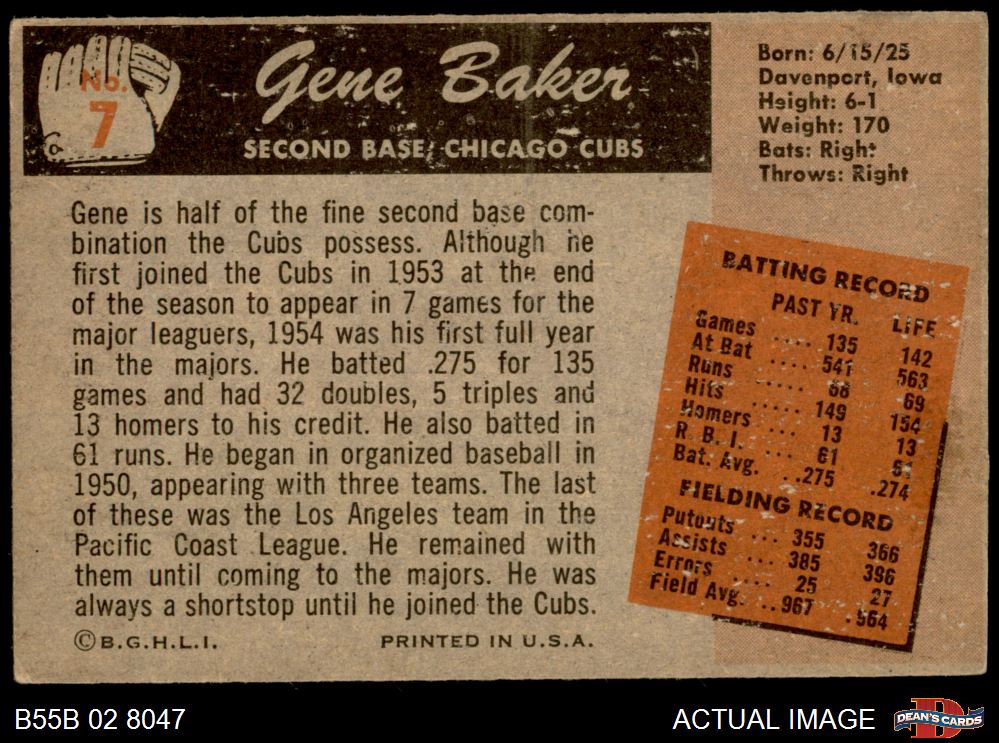 No.
7
Gene Baker
SECOND BASE, CHICAGO CUBS
Born: 6/15/25
Davenport, Iowa
Height: 6-1
Weight: 170
Bats: Right
Throws: Right
Gene is half of the fine second base com-
bination the Cubs possess. Although he
first joined the Cubs in 1953 at the end
of the season to appear in 7 games for the
major leaguers, 1954 was his first full year
in the majors. He batted .275 for 135
games and had 32 doubles, 5 triples and
13 homers to his credit. He also batted in
61 runs. He began in organized baseball in
1950, appearing with three teams. The last
of these was the Los Angeles team in the
Pacific Coast League. He remained with
them until coming to the majors. He was
always a shortstop until he joined the Cubs.
©B.G.H.L.I. PRINTED IN U.S.A.
BATTING RECORD
PAST YR. LIFE
Games .... 135 142
At Bat .... 541 563
Runs ..... 68 69
Hits ..... 149 154
Homers ... 13 13
R. B. I. ... 61 61
Bat. Avg. ...275 .274
FIELDING RECORD
Putouts ... 355 366
Assists ... 385 396
Errors .... 25 27
Field Avg. ..967 .964
B55B 02 8047
ACTUAL IMAGE
D
DEAN'S CARDS